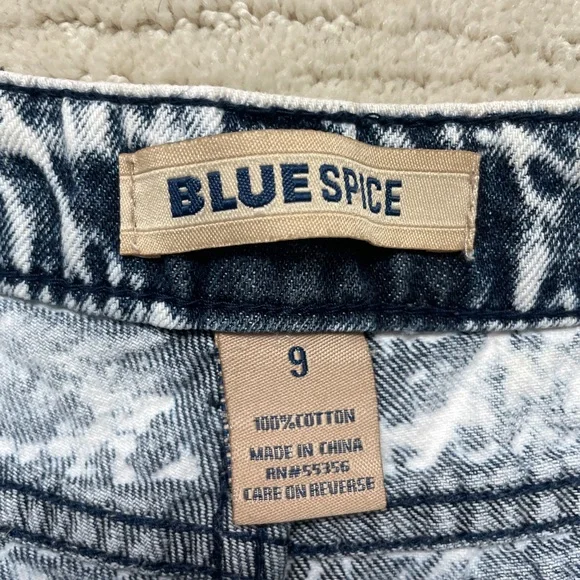 BLUE SPICE
9
100%COTTON
MADE IN CHINA
RN#55356
CARE ON REVERSE